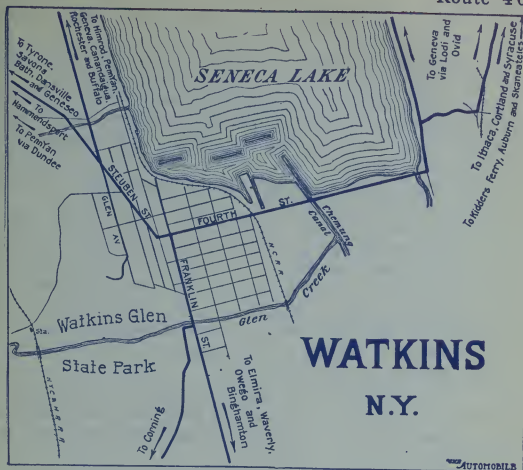 Route 4
To Himrod, Penn Yan,
Geneva, Canandaigua,
Rochester and Buffalo
To Tyrone,
Savona,
Bath, Dansville
and Geneseo
To
Hammondsport
To Penn Yan
via Dundee
SENECA LAKE
To Geneva
via Lodi and
Ovid
To Ithaca, Cortland and Syracuse
To Kidders Ferry, Auburn and Skaneateles
STEUBEN
ST.
GLEN
AV
FOURTH
ST.
Chemung
Canal
N.C.R.R.
FRANKLIN
ST.
Glen
Creek
Watkins Glen
State Park
Sta.
N.Y.C.& H.R.R.R.
To Corning
To Elmira, Waverly,
Owego
and
Binghamton
WATKINS
N.Y.
AUTOMOBILE